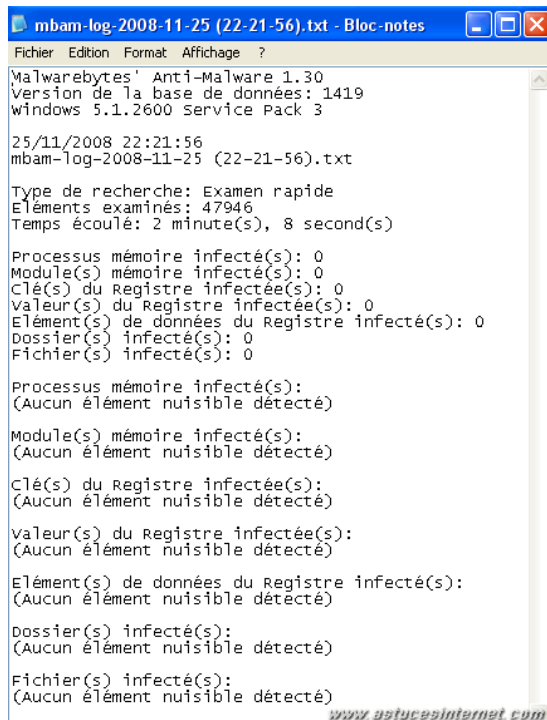 mbam-log-2008-11-25 (22-21-56).txt - Bloc-notes
Fichier Edition Format Affichage ?
Malwarebytes' Anti-Malware 1.30
Version de la base de données: 1419
Windows 5.1.2600 Service Pack 3
25/11/2008 22:21:56
mbam-log-2008-11-25 (22-21-56).txt
Type de recherche: Examen rapide
Eléments examinés: 47946
Temps écoulé: 2 minute(s), 8 second(s)
Processus mémoire infecté(s): 0
Module(s) mémoire infecté(s): 0
Clé(s) du Registre infectée(s): 0
Valeur(s) du Registre infectée(s): 0
Elément(s) de données du Registre infecté(s): 0
Dossier(s) infecté(s): 0
Fichier(s) infecté(s): 0
Processus mémoire infecté(s):
(Aucun élément nuisible détecté)
Module(s) mémoire infecté(s):
(Aucun élément nuisible détecté)
Clé(s) du Registre infectée(s):
(Aucun élément nuisible détecté)
Valeur(s) du Registre infectée(s):
(Aucun élément nuisible détecté)
Elément(s) de données du Registre infecté(s):
(Aucun élément nuisible détecté)
Dossier(s) infecté(s):
(Aucun élément nuisible détecté)
Fichier(s) infecté(s):
(Aucun élément nuisible détecté)
www.astucesinternet.com